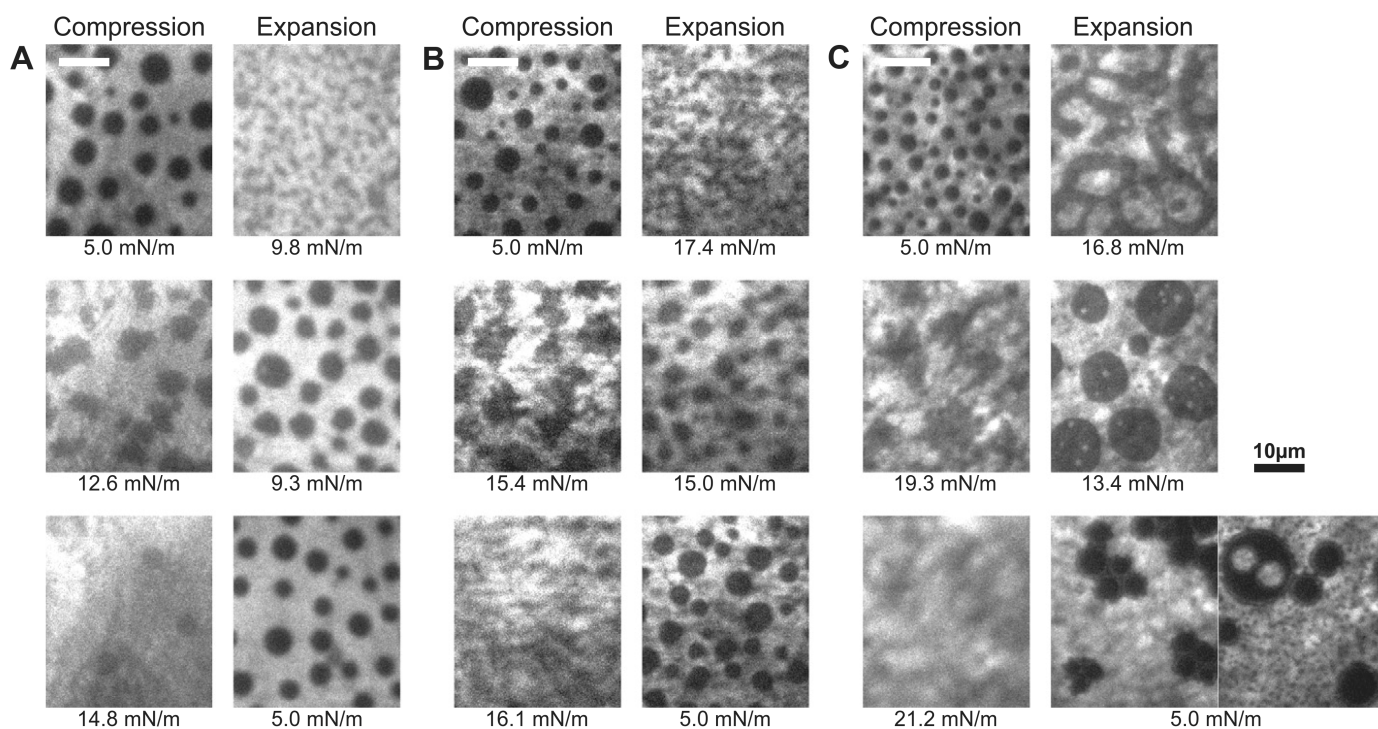 Compression Expansion Compression Expansion Compression Expansion
A B C
5.0 mN/m 9.8 mN/m 5.0 mN/m 17.4 mN/m 5.0 mN/m 16.8 mN/m
10µm
12.6 mN/m 9.3 mN/m 15.4 mN/m 15.0 mN/m 19.3 mN/m 13.4 mN/m
14.8 mN/m 5.0 mN/m 16.1 mN/m 5.0 mN/m 21.2 mN/m 5.0 mN/m